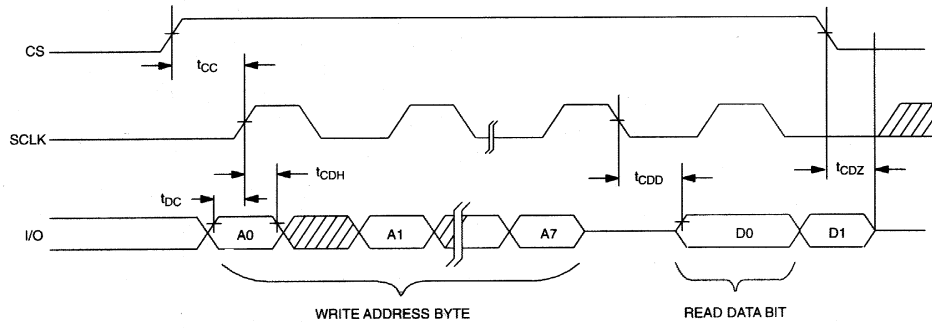 CS
tCC
SCLK
tCDH
tCDD
tCDZ
tDC
I/O
A0
A1
A7
D0
D1
WRITE ADDRESS BYTE
READ DATA BIT